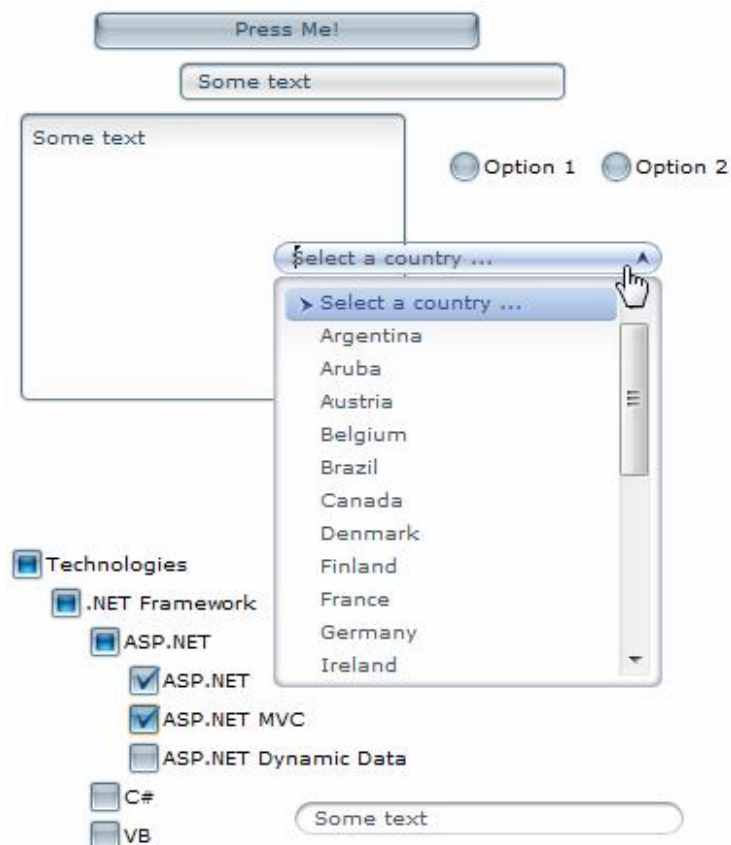 Press Me!
Some text
Some text
Option 1
Option 2
Select a country ...
Select a country ...
Argentina
Aruba
Austria
Belgium
Brazil
Canada
Denmark
Finland
France
Germany
Ireland
Technologies
.NET Framework
ASP.NET
ASP.NET
ASP.NET MVC
ASP.NET Dynamic Data
C#
VB
Some text